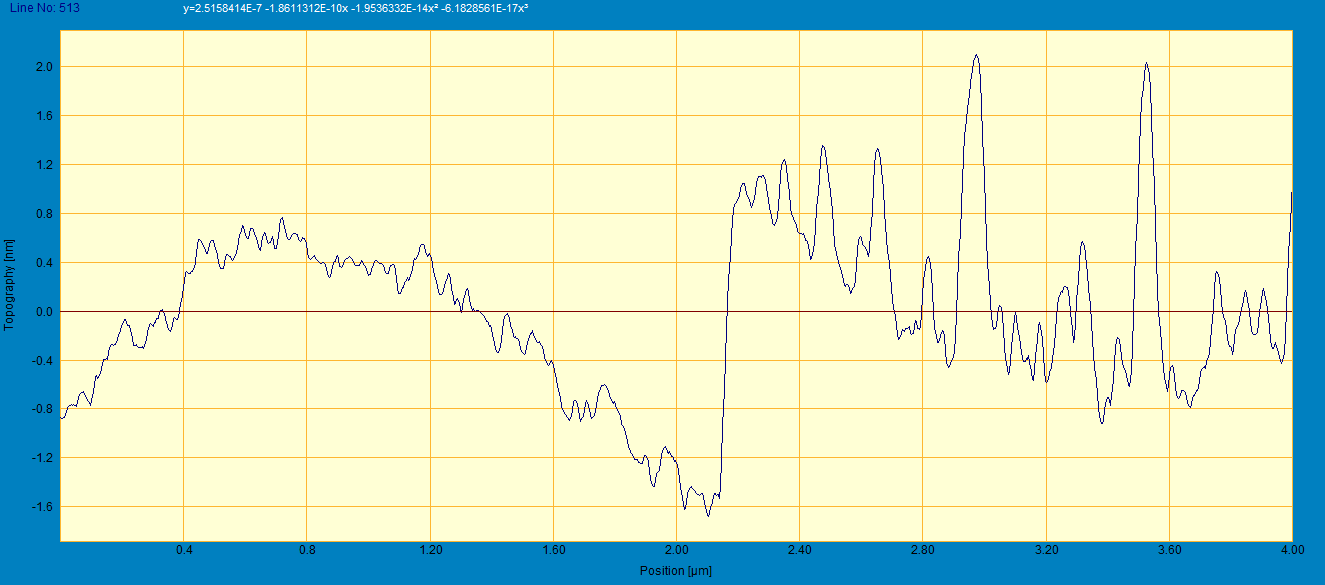 Line No: 513
y=2.5158414E-7 -1.8611312E-10x -1.9536332E-14x² -6.1828561E-17x³
2.0
1.6
1.2
0.8
0.4
0.0
-0.4
-0.8
-1.2
-1.6
Topography [nm]
0.4 0.8 1.20 1.60 2.00 2.40 2.80 3.20 3.60 4.00
Position [µm]